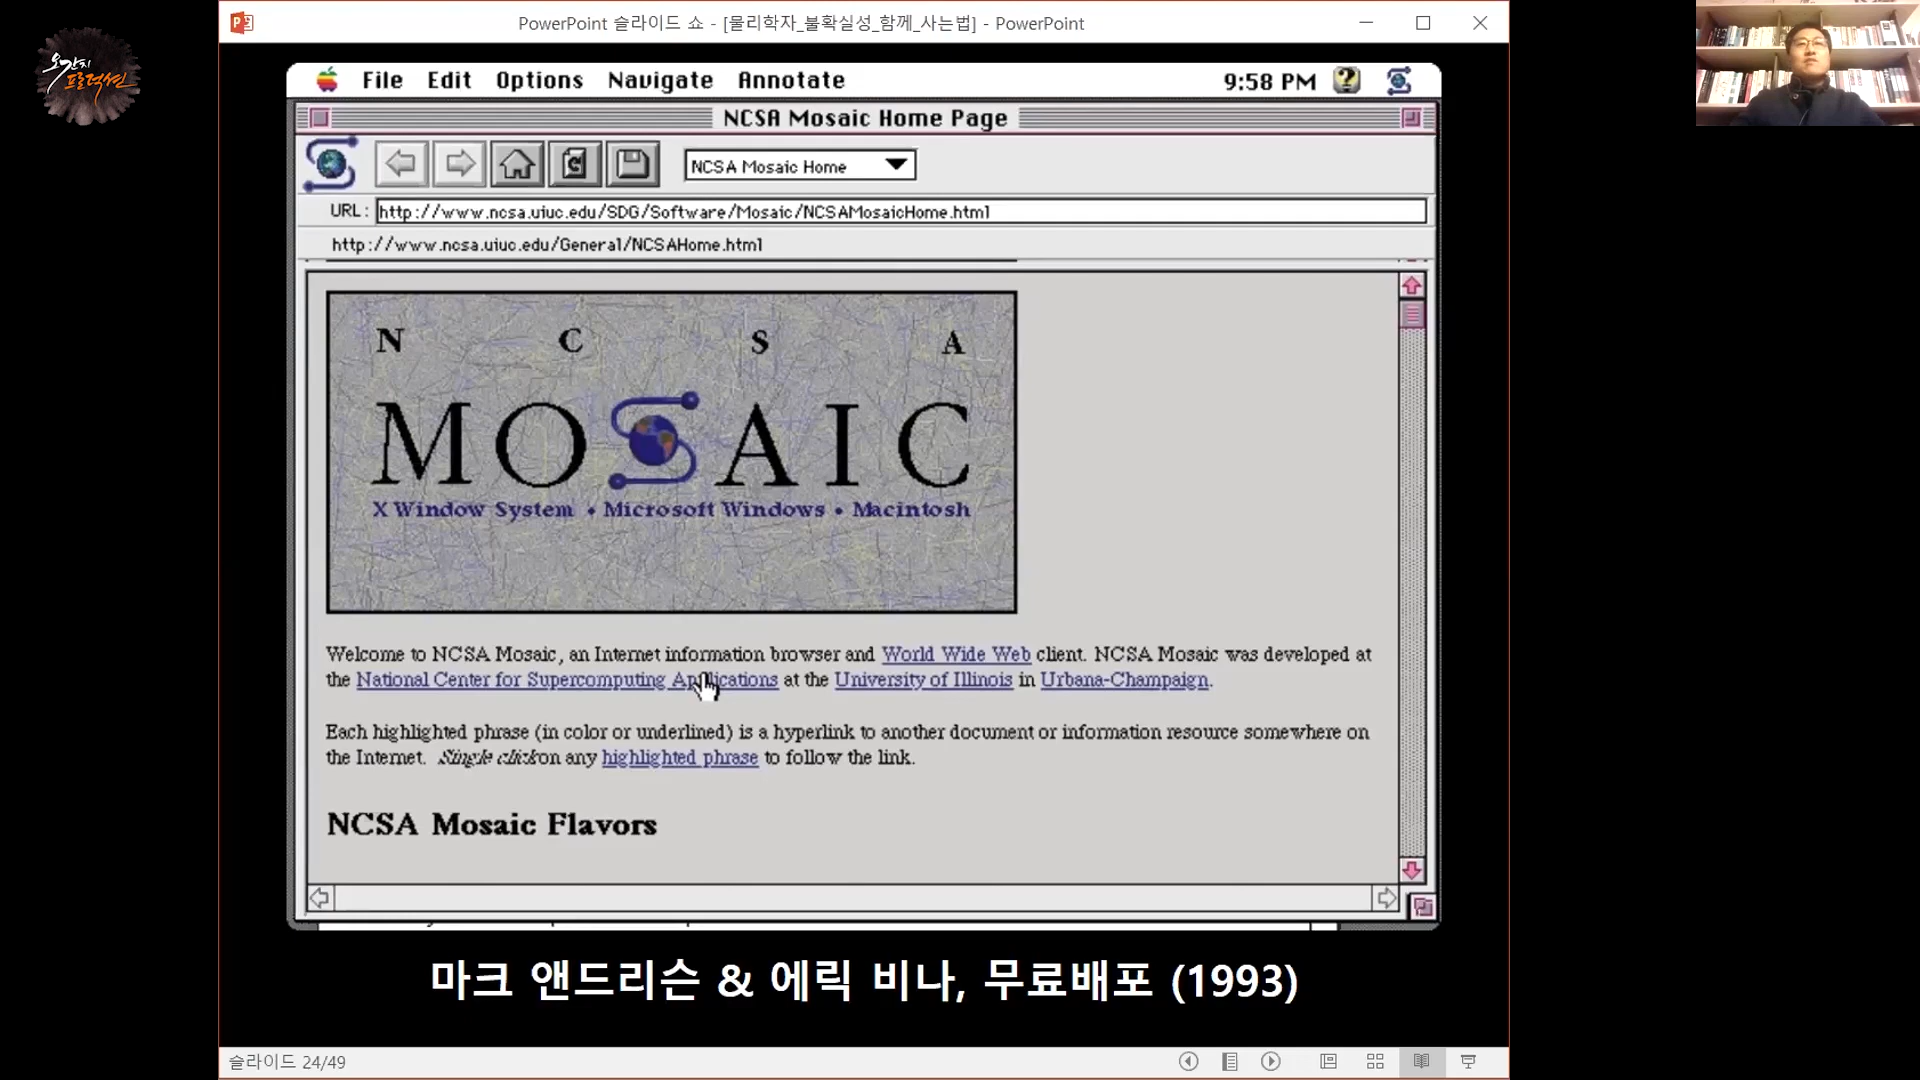 오간지
프로덕션
PowerPoint 슬라이드 쇼 - [물리학자_불확실성_함께_사는법] - PowerPoint
File Edit Options Navigate Annotate 9:58 PM
NCSA Mosaic Home Page
NCSA Mosaic Home
URL: http://www.ncsa.uiuc.edu/SDG/Software/Mosaic/NCSAMosaicHome.html
http://www.ncsa.uiuc.edu/General/NCSAHome.html
N C S A
MOSAIC
X Window System • Microsoft Windows • Macintosh
Welcome to NCSA Mosaic, an Internet information browser and World Wide Web client. NCSA Mosaic was developed at
the National Center for Supercomputing Applications at the University of Illinois in Urbana-Champaign.
Each highlighted phrase (in color or underlined) is a hyperlink to another document or information resource somewhere on
the Internet. Single click on any highlighted phrase to follow the link.
NCSA Mosaic Flavors
마크 앤드리슨 & 에릭 비나, 무료배포 (1993)
슬라이드 24/49